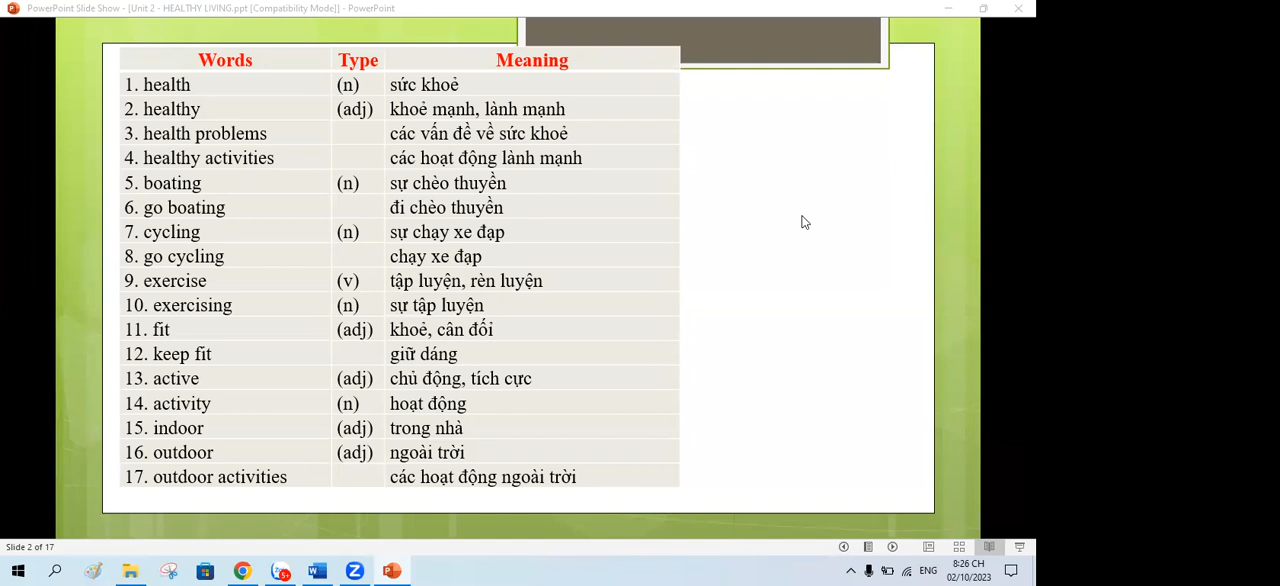 PowerPoint Slide Show - [Unit 2 - HEALTHY LIVING.ppt [Compatibility Mode]] - PowerPoint
Words Type Meaning
1. health (n) sức khoẻ
2. healthy (adj) khoẻ mạnh, lành mạnh
3. health problems các vấn đề về sức khoẻ
4. healthy activities các hoạt động lành mạnh
5. boating (n) sự chèo thuyền
6. go boating đi chèo thuyền
7. cycling (n) sự chạy xe đạp
8. go cycling chạy xe đạp
9. exercise (v) tập luyện, rèn luyện
10. exercising (n) sự tập luyện
11. fit (adj) khoẻ, cân đối
12. keep fit giữ dáng
13. active (adj) chủ động, tích cực
14. activity (n) hoạt động
15. indoor (adj) trong nhà
16. outdoor (adj) ngoài trời
17. outdoor activities các hoạt động ngoài trời
Slide 2 of 17
ENG
8:26 CH
02/10/2023